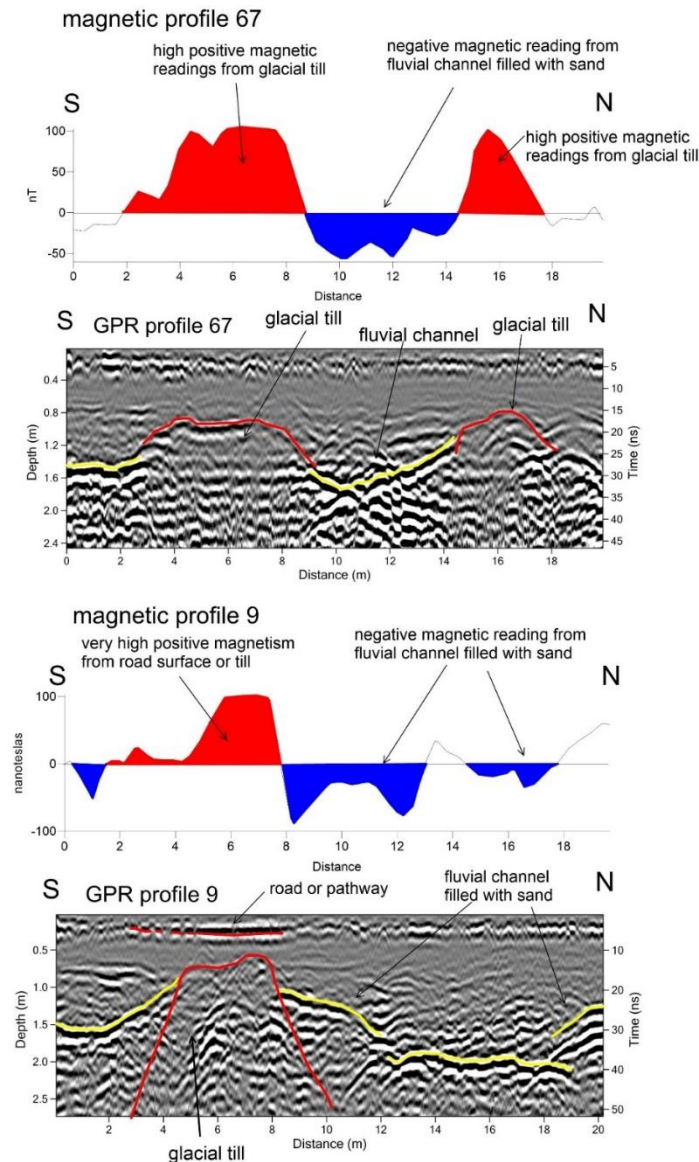 magnetic profile 67
high positive magnetic
readings from glacial till
negative magnetic reading from
fluvial channel filled with sand
S
N
high positive magnetic
readings from glacial till
100
50
0
-50
nT
0 2 4 6 8 10 12 14 16 18
Distance
S
GPR profile 67
glacial till
fluvial channel
glacial till
N
0.4
0.8
1.2
1.6
2.0
2.4
Depth (m)
5
10
15
20
25
30
35
40
45
Time (ns)
0 2 4 6 8 10 12 14 16 18
Distance (m)
magnetic profile 9
very high positive magnetism
from road surface or till
negative magnetic reading from
fluvial channel filled with sand
S
N
100
0
-100
nanoteslas
0 2 4 6 8 10 12 14 16 18
Distance
S
GPR profile 9
road or pathway
fluvial channel
filled with sand
N
0.5
1.0
1.5
2.0
2.5
Depth (m)
10
20
30
40
50
Time (ns)
0 2 4 6 8 10 12 14 16 18 20
Distance (m)
glacial till